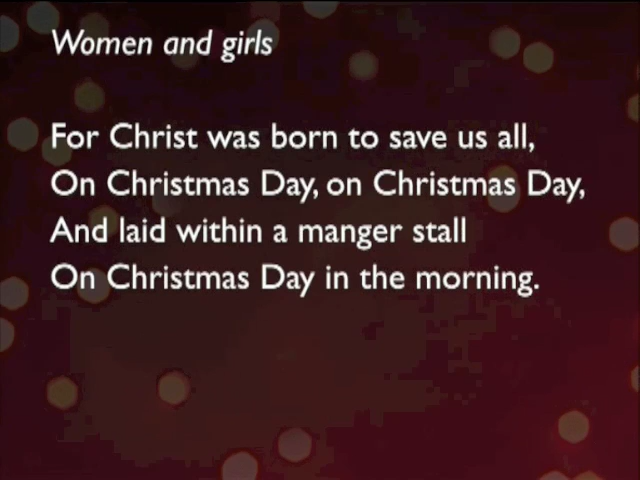 Women and girls
For Christ was born to save us all,
On Christmas Day, on Christmas Day,
And laid within a manger stall
On Christmas Day in the morning.